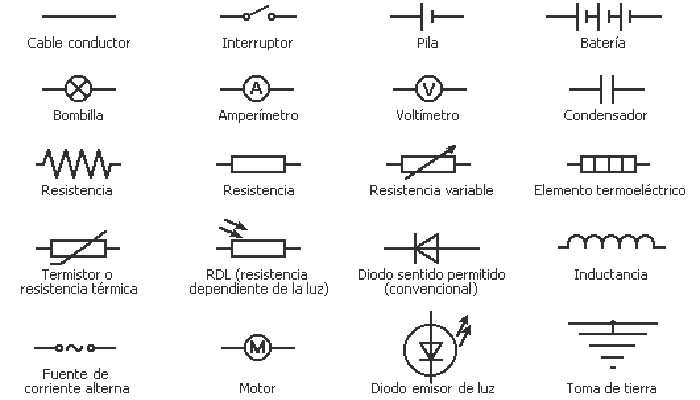 Cable conductor
Interruptor
Pila
Batería
A
V
Bombilla
Amperímetro
Voltímetro
Condensador
Resistencia
Resistencia
Resistencia variable
Elemento termoeléctrico
Termistor o
resistencia térmica
RDL (resistencia
dependiente de la luz)
Diodo sentido permitido
(convencional)
Inductancia
M
Fuente de
corriente alterna
Motor
Diodo emisor de luz
Toma de tierra